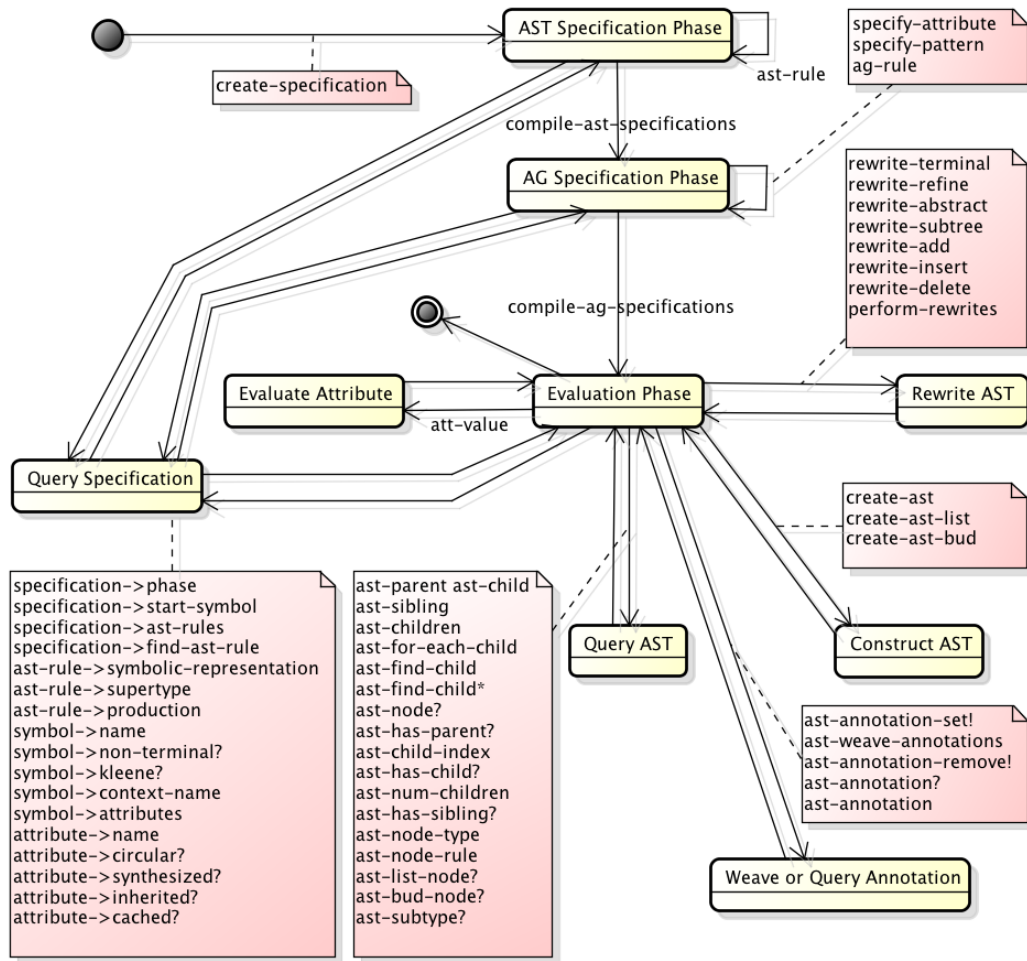 AST Specification Phase
specify-attribute
specify-pattern
ag-rule
ast-rule
create-specification
compile-ast-specifications
AG Specification Phase
rewrite-terminal
rewrite-refine
rewrite-abstract
rewrite-subtree
rewrite-add
rewrite-insert
rewrite-delete
perform-rewrites
compile-ag-specifications
Evaluate Attribute
Evaluation Phase
Rewrite AST
att-value
Query Specification
create-ast
create-ast-list
create-ast-bud
specification->phase
specification->start-symbol
specification->ast-rules
specification->find-ast-rule
ast-rule->symbolic-representation
ast-rule->supertype
ast-rule->production
symbol->name
symbol->non-terminal?
symbol->kleene?
symbol->context-name
symbol->attributes
attribute->name
attribute->circular?
attribute->synthesized?
attribute->inherited?
attribute->cached?
ast-parent ast-child
ast-sibling
ast-children
ast-for-each-child
ast-find-child
ast-find-child*
ast-node?
ast-has-parent?
ast-child-index
ast-has-child?
ast-num-children
ast-has-sibling?
ast-node-type
ast-node-rule
ast-list-node?
ast-bud-node?
ast-subtype?
Query AST
Construct AST
ast-annotation-set!
ast-weave-annotations
ast-annotation-remove!
ast-annotation?
ast-annotation
Weave or Query Annotation